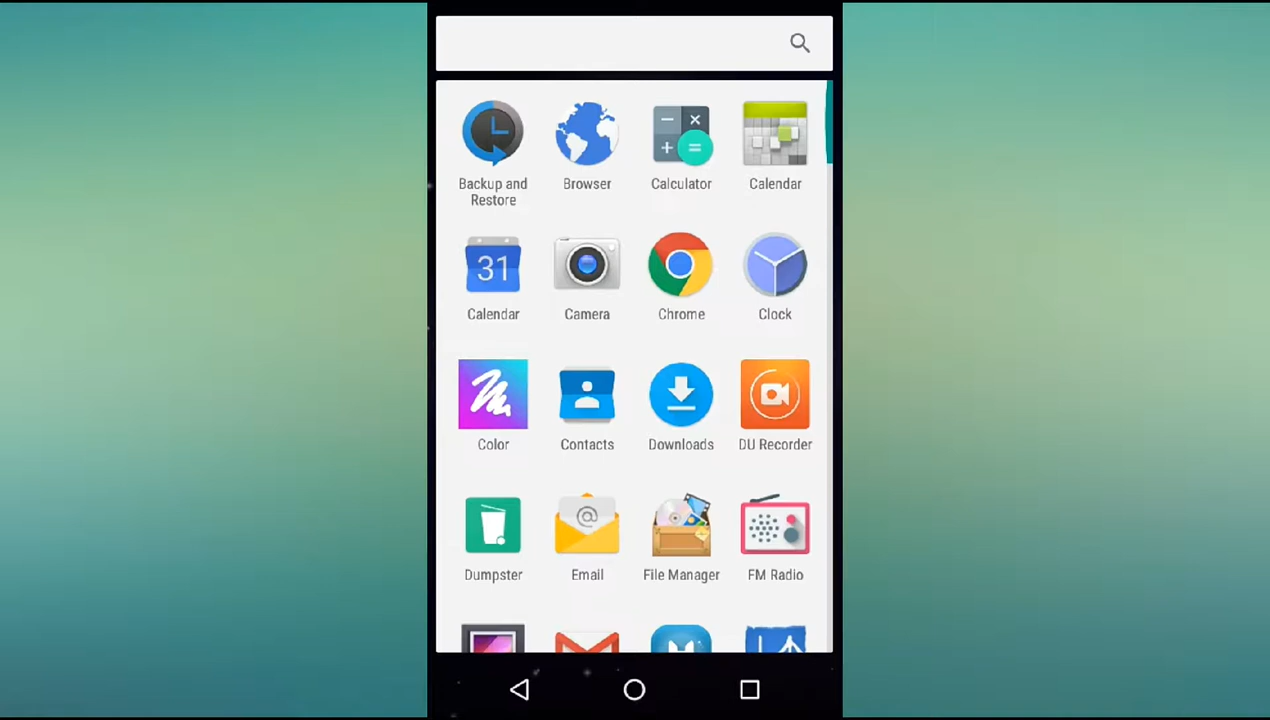 Backup and
Restore
Browser
Calculator
Calendar
31
Calendar
Camera
Chrome
Clock
Color
Contacts
Downloads
DU Recorder
Dumpster
@
Email
File Manager
FM Radio